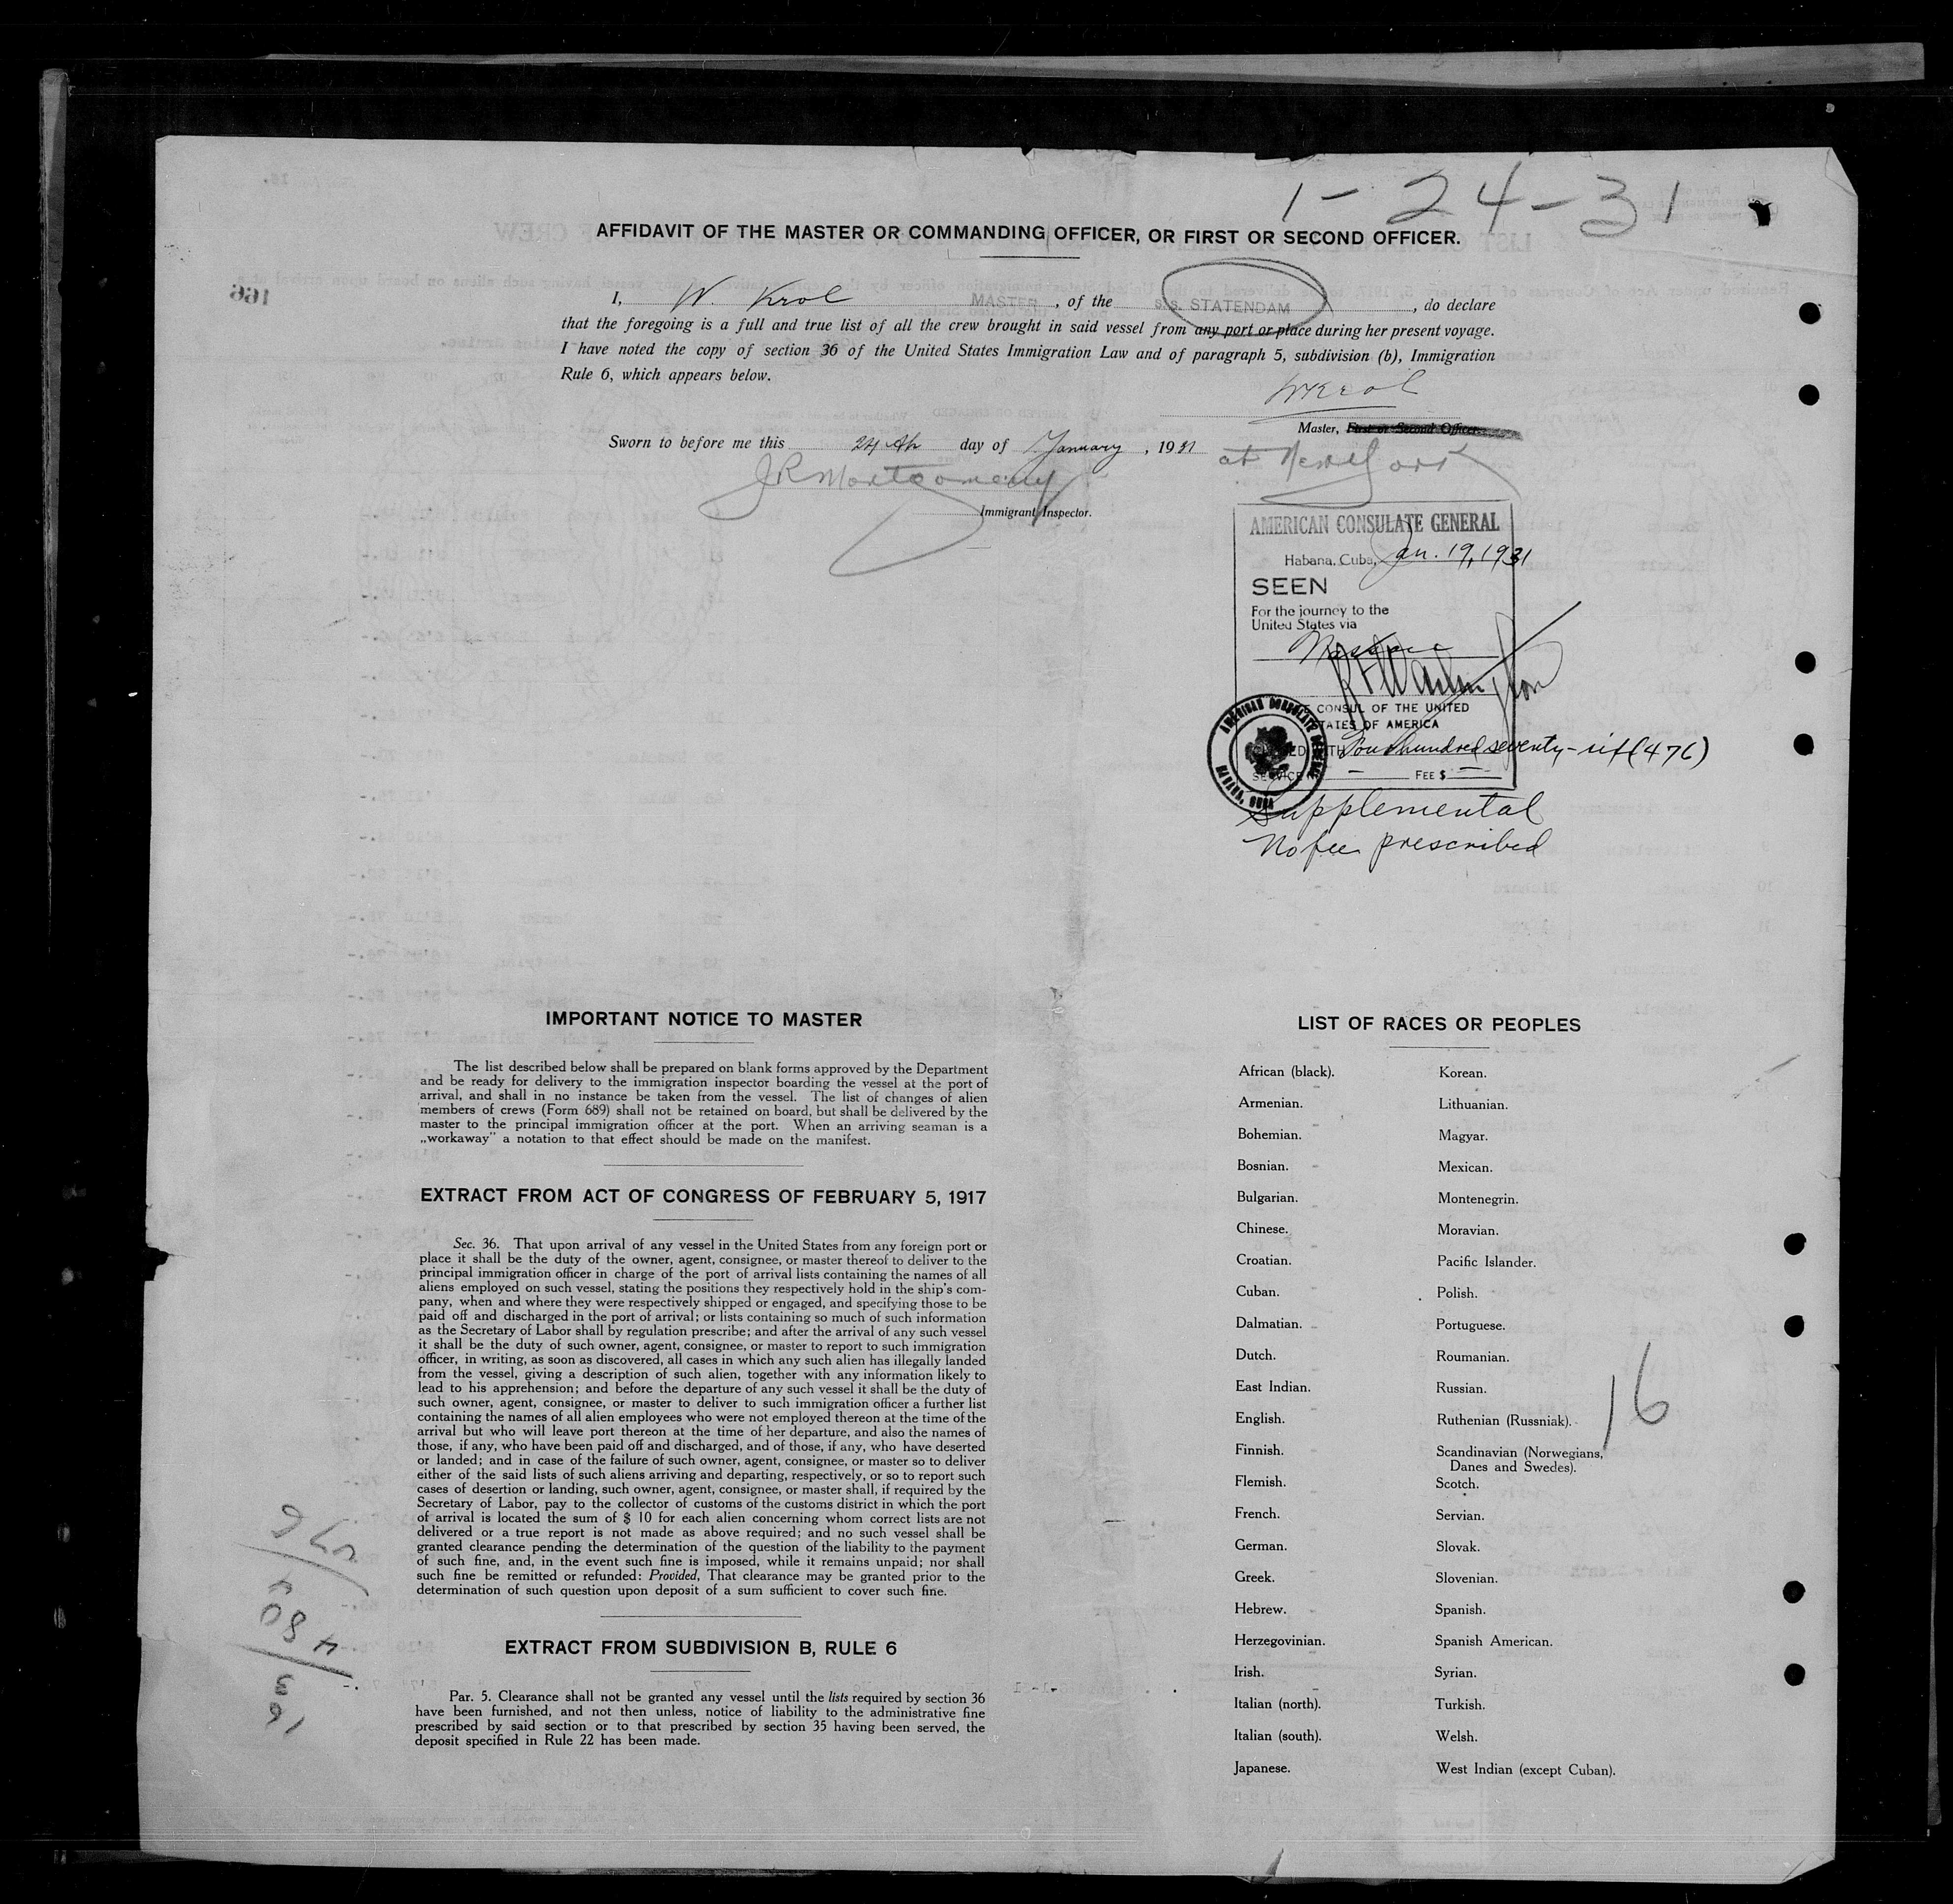 1-24-31
AFFIDAVIT OF THE MASTER OR COMMANDING OFFICER, OR FIRST OR SECOND OFFICER.
166
I, W. Krol MASTER, of the s.s. STATENDAM, do declare
that the foregoing is a full and true list of all the crew brought in said vessel from any port or place during her present voyage.
I have noted the copy of section 36 of the United States Immigration Law and of paragraph 5, subdivision (b), Immigration
Rule 6, which appears below.
WKrol
Master, First or Second Officer.
Sworn to before me this 24th day of January, 1931 at New York
J R Montgomery
Immigrant Inspector.
AMERICAN CONSULATE GENERAL
Habana, Cuba, Jan. 19, 1931
SEEN
For the journey to the
United States via
Nassau
CONSUL OF THE UNITED
STATES OF AMERICA
AMERICAN CONSULATE GENERAL
HABANA, CUBA
Four hundred seventy-six (476)
SERVICE — FEE $ —
Supplemental
No fee prescribed
IMPORTANT NOTICE TO MASTER
The list described below shall be prepared on blank forms approved by the Department
and be ready for delivery to the immigration inspector boarding the vessel at the port of
arrival, and shall in no instance be taken from the vessel. The list of changes of alien
members of crews (Form 689) shall not be retained on board, but shall be delivered by the
master to the principal immigration officer at the port. When an arriving seaman is a
„workaway" a notation to that effect should be made on the manifest.
EXTRACT FROM ACT OF CONGRESS OF FEBRUARY 5, 1917
Sec. 36. That upon arrival of any vessel in the United States from any foreign port or
place it shall be the duty of the owner, agent, consignee, or master thereof to deliver to the
principal immigration officer in charge of the port of arrival lists containing the names of all
aliens employed on such vessel, stating the positions they respectively hold in the ship's com-
pany, when and where they were respectively shipped or engaged, and specifying those to be
paid off and discharged in the port of arrival; or lists containing so much of such information
as the Secretary of Labor shall by regulation prescribe; and after the arrival of any such vessel
it shall be the duty of such owner, agent, consignee, or master to report to such immigration
officer, in writing, as soon as discovered, all cases in which any such alien has illegally landed
from the vessel, giving a description of such alien, together with any information likely to
lead to his apprehension; and before the departure of any such vessel it shall be the duty of
such owner, agent, consignee, or master to deliver to such immigration officer a further list
containing the names of all alien employees who were not employed thereon at the time of the
arrival but who will leave port thereon at the time of her departure, and also the names of
those, if any, who have been paid off and discharged, and of those, if any, who have deserted
or landed; and in case of the failure of such owner, agent, consignee, or master so to deliver
either of the said lists of such aliens arriving and departing, respectively, or so to report such
cases of desertion or landing, such owner, agent, consignee, or master shall, if required by the
Secretary of Labor, pay to the collector of customs of the customs district in which the port
of arrival is located the sum of $ 10 for each alien concerning whom correct lists are not
delivered or a true report is not made as above required; and no such vessel shall be
granted clearance pending the determination of the question of the liability to the payment
of such fine, and, in the event such fine is imposed, while it remains unpaid; nor shall
such fine be remitted or refunded: Provided, That clearance may be granted prior to the
determination of such question upon deposit of a sum sufficient to cover such fine.
EXTRACT FROM SUBDIVISION B, RULE 6
Par. 5. Clearance shall not be granted any vessel until the lists required by section 36
have been furnished, and not then unless, notice of liability to the administrative fine
prescribed by said section or to that prescribed by section 35 having been served, the
deposit specified in Rule 22 has been made.
LIST OF RACES OR PEOPLES
African (black). Korean.
Armenian. Lithuanian.
Bohemian. Magyar.
Bosnian. Mexican.
Bulgarian. Montenegrin.
Chinese. Moravian.
Croatian. Pacific Islander.
Cuban. Polish.
Dalmatian. Portuguese.
Dutch. Roumanian.
East Indian. Russian.
English. Ruthenian (Russniak).
Finnish. Scandinavian (Norwegians,
Danes and Swedes).
Flemish. Scotch.
French. Servian.
German. Slovak.
Greek. Slovenian.
Hebrew. Spanish.
Herzegovinian. Spanish American.
Irish. Syrian.
Italian (north). Turkish.
Italian (south). Welsh.
Japanese. West Indian (except Cuban).
16